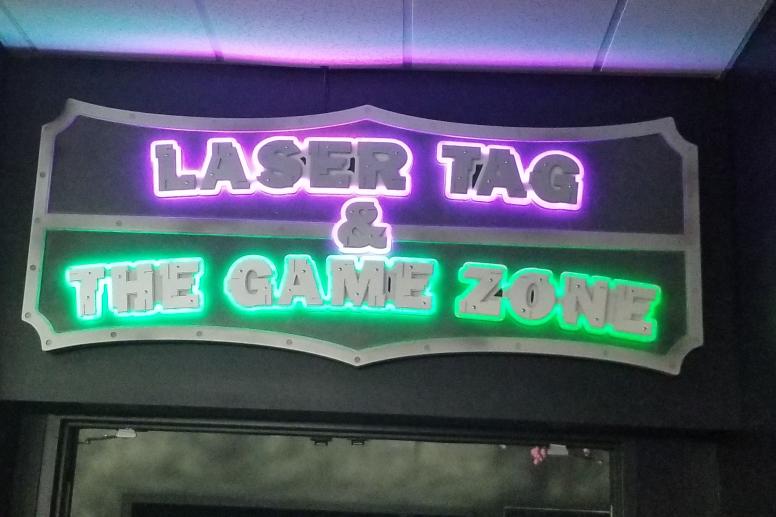 LASER TAG
&
THE GAME ZONE